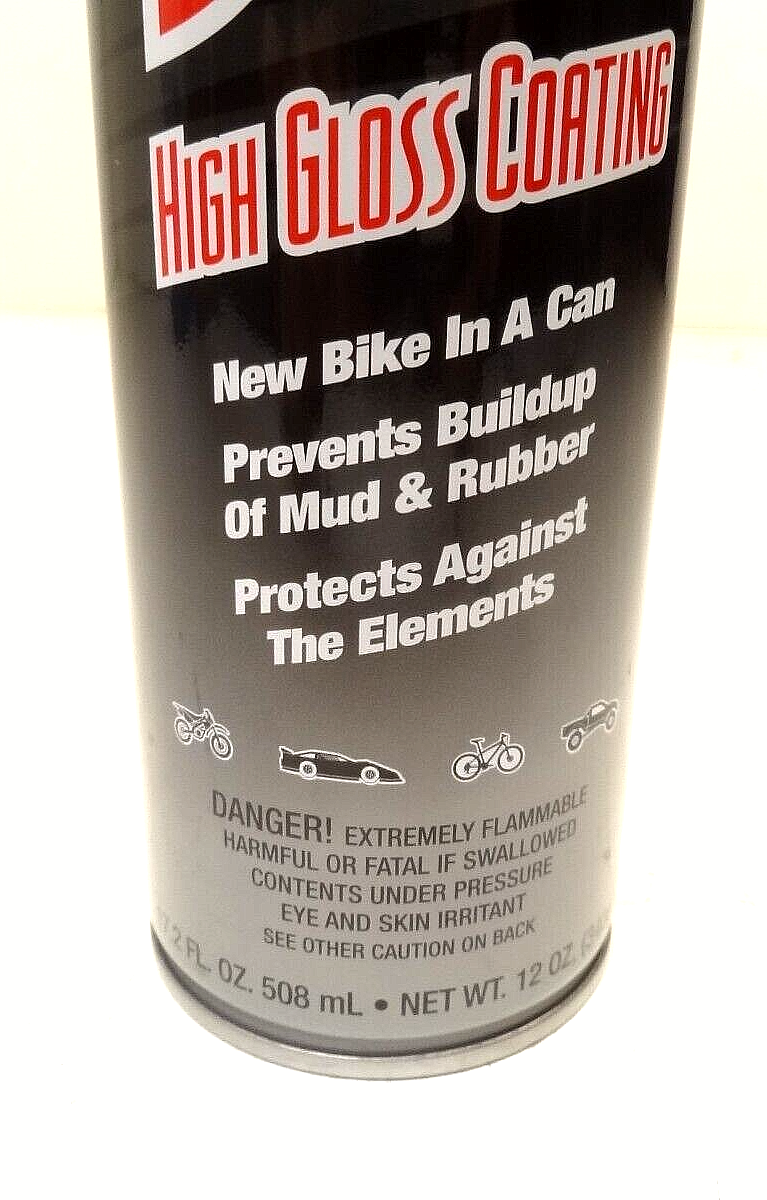 HIGH GLOSS COATING
New Bike In A Can
Prevents Buildup
Of Mud & Rubber
Protects Against
The Elements
DANGER! EXTREMELY FLAMMABLE
HARMFUL OR FATAL IF SWALLOWED
CONTENTS UNDER PRESSURE
EYE AND SKIN IRRITANT
SEE OTHER CAUTION ON BACK
FL. OZ. 508 mL • NET WT. 12 OZ.